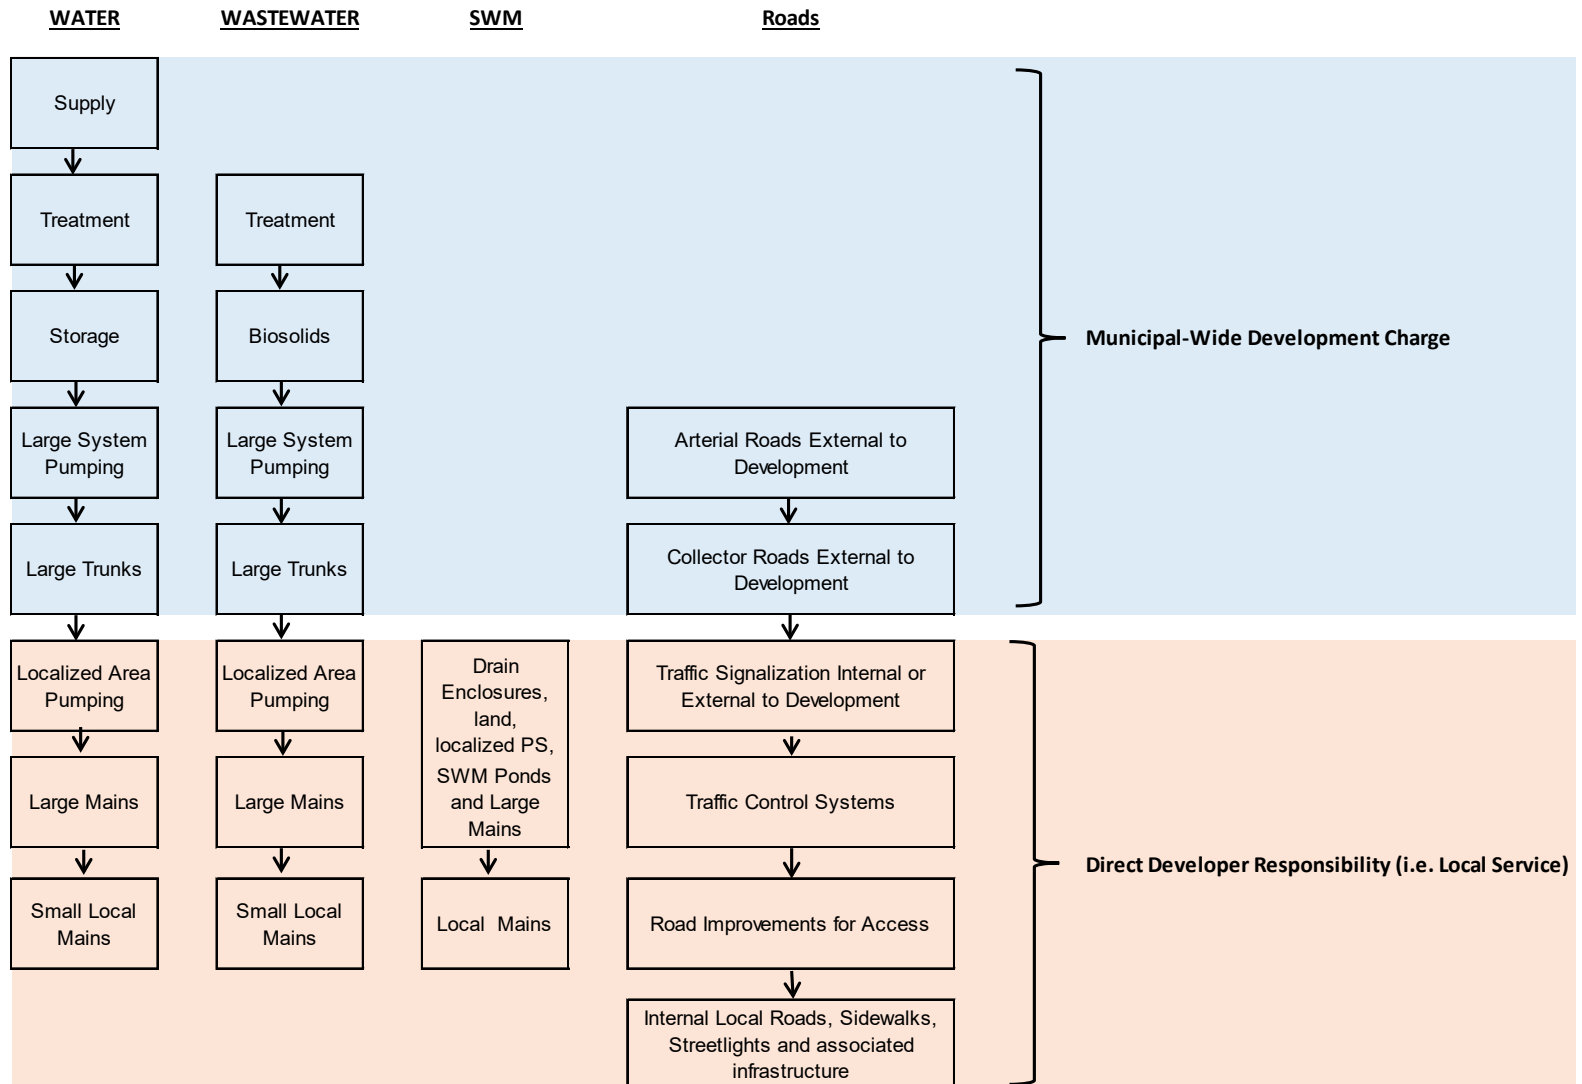 WATER
WASTEWATER
SWM
Roads
Supply
Treatment
Treatment
Storage
Biosolids
Municipal-Wide Development Charge
Large System
Pumping
Large System
Pumping
Arterial Roads External to
Development
Large Trunks
Large Trunks
Collector Roads External to
Development
Localized Area
Pumping
Localized Area
Pumping
Drain
Enclosures,
land,
localized PS,
SWM Ponds
and Large
Mains
Traffic Signalization Internal or
External to Development
Large Mains
Large Mains
Traffic Control Systems
Direct Developer Responsibility (i.e. Local Service)
Small Local
Mains
Small Local
Mains
Local  Mains
Road Improvements for Access
Internal Local Roads, Sidewalks,
Streetlights and associated
infrastructure